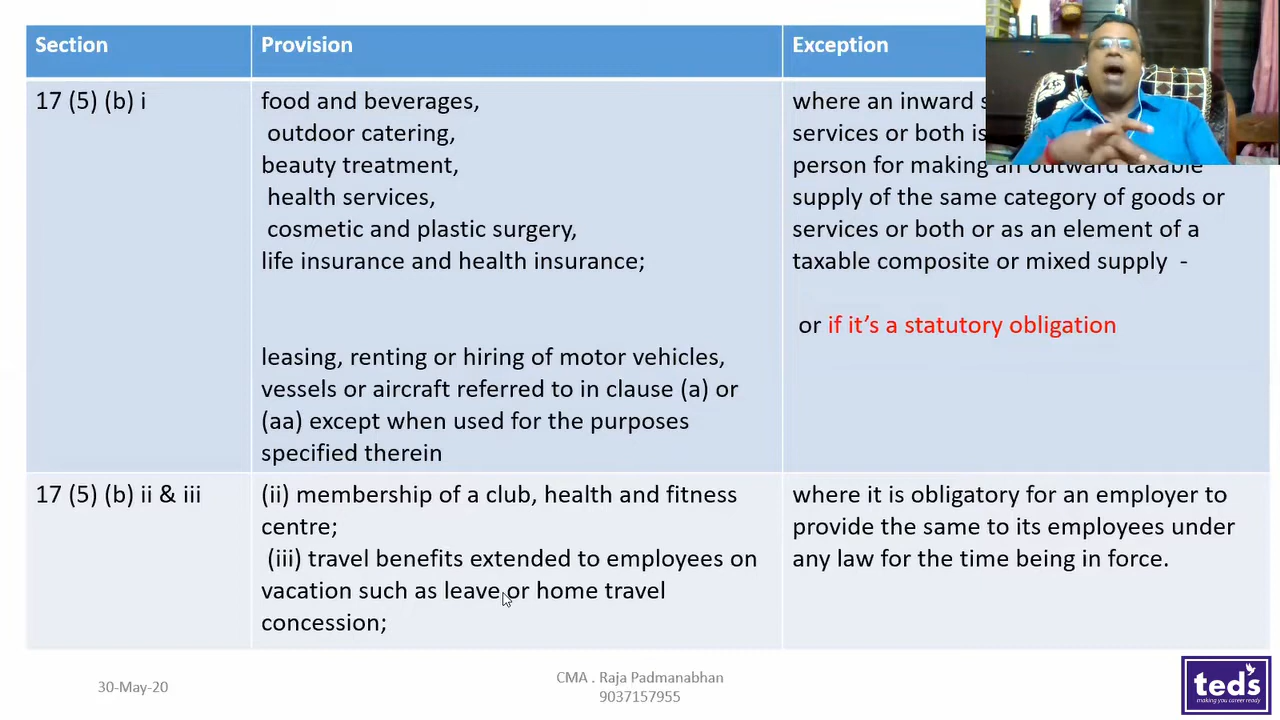 Section
Provision
Exception
17 (5) (b) i
food and beverages,
outdoor catering,
beauty treatment,
health services,
cosmetic and plastic surgery,
life insurance and health insurance;
leasing, renting or hiring of motor vehicles,
vessels or aircraft referred to in clause (a) or
(aa) except when used for the purposes
specified therein
where an inward s
services or both is
person for making an outward taxable
supply of the same category of goods or
services or both or as an element of a
taxable composite or mixed supply -
or if it’s a statutory obligation
17 (5) (b) ii & iii
(ii) membership of a club, health and fitness
centre;
(iii) travel benefits extended to employees on
vacation such as leave or home travel
concession;
where it is obligatory for an employer to
provide the same to its employees under
any law for the time being in force.
30-May-20
CMA . Raja Padmanabhan
9037157955
ted's
making you career ready